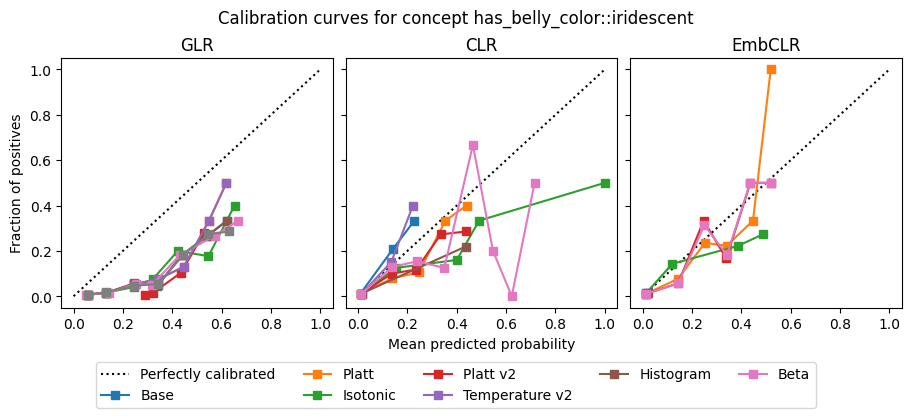 Calibration curves for concept has_belly_color::iridescent
GLR
CLR
EmbCLR
Fraction of positives
1.0
0.8
0.6
0.4
0.2
0.0
0.0 0.2 0.4 0.6 0.8 1.0
0.0 0.2 0.4 0.6 0.8 1.0
0.0 0.2 0.4 0.6 0.8 1.0
Mean predicted probability
Perfectly calibrated Platt Platt v2 Histogram Beta
Base Isotonic Temperature v2